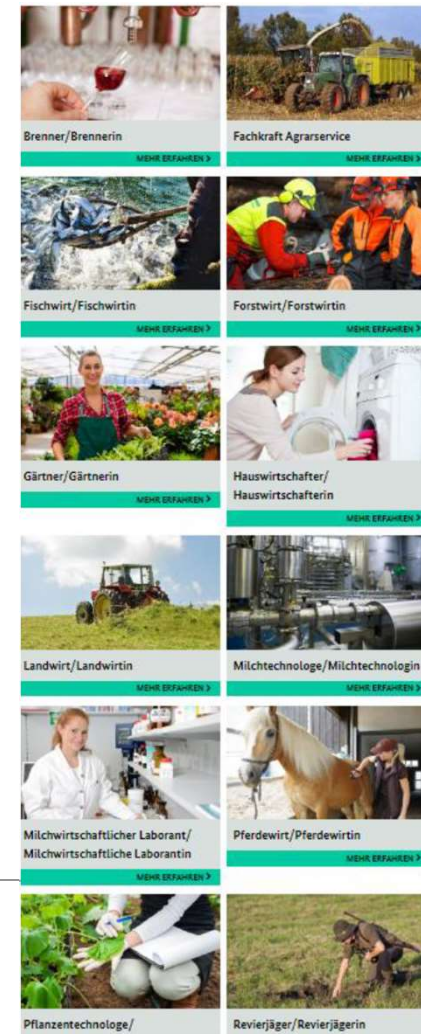 Brenner/Brennerin
MEHR ERFAHREN >
Fachkraft Agrarservice
MEHR ERFAHREN >
Fischwirt/Fischwirtin
MEHR ERFAHREN >
Forstwirt/Forstwirtin
MEHR ERFAHREN >
Gärtner/Gärtnerin
MEHR ERFAHREN >
Hauswirtschafter/
Hauswirtschafterin
MEHR ERFAHREN >
Landwirt/Landwirtin
MEHR ERFAHREN >
Milchtechnologe/Milchtechnologin
MEHR ERFAHREN >
Milchwirtschaftlicher Laborant/
Milchwirtschaftliche Laborantin
MEHR ERFAHREN >
Pferdewirt/Pferdewirtin
MEHR ERFAHREN >
Pflanzentechnologe/
Revierjäger/Revierjägerin